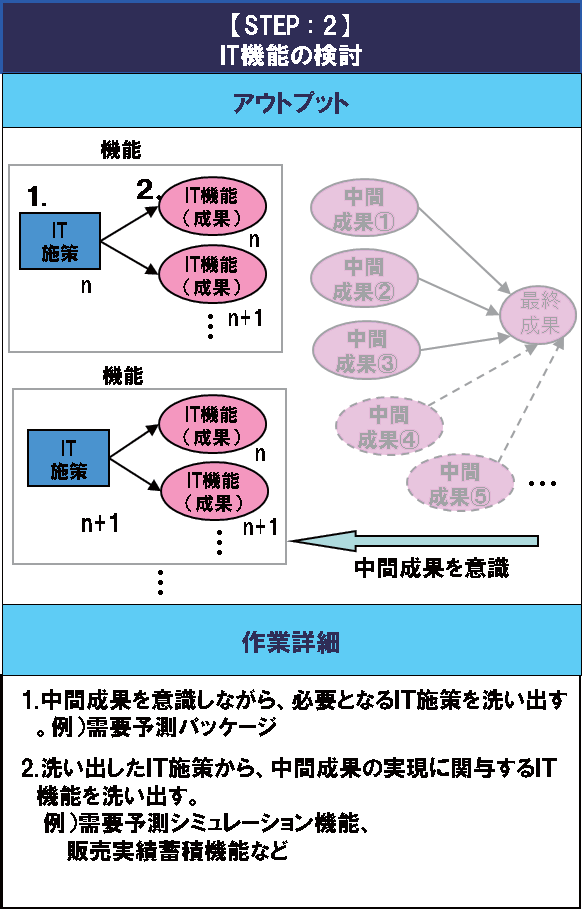 【STEP：2】
IT機能の検討
アウトプット
機能
1.
2.
IT
施策
n
IT機能
（成果）
n
IT機能
（成果）
n+1
機能
IT
施策
n+1
IT機能
（成果）
n
IT機能
（成果）
n+1
中間
成果①
中間
成果②
中間
成果③
中間
成果④
中間
成果⑤
最終
成果
…
中間成果を意識
作業詳細
1.中間成果を意識しながら、必要となるIT施策を洗い出す
。例）需要予測パッケージ
2.洗い出したIT施策から、中間成果の実現に関与するIT
機能を洗い出す。
例）需要予測シミュレーション機能、
販売実績蓄積機能など